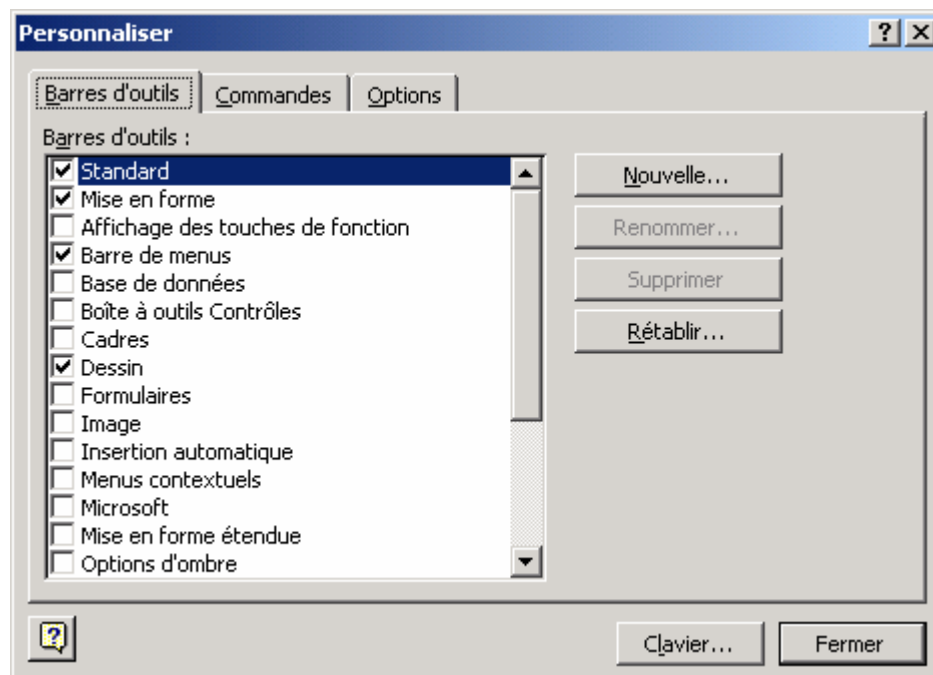 Personnaliser
Barres d'outils Commandes Options
Barres d'outils :
Standard
Mise en forme
Affichage des touches de fonction
Barre de menus
Base de données
Boîte à outils Contrôles
Cadres
Dessin
Formulaires
Image
Insertion automatique
Menus contextuels
Microsoft
Mise en forme étendue
Options d'ombre
Nouvelle...
Renommer...
Supprimer
Rétablir...
Clavier...
Fermer